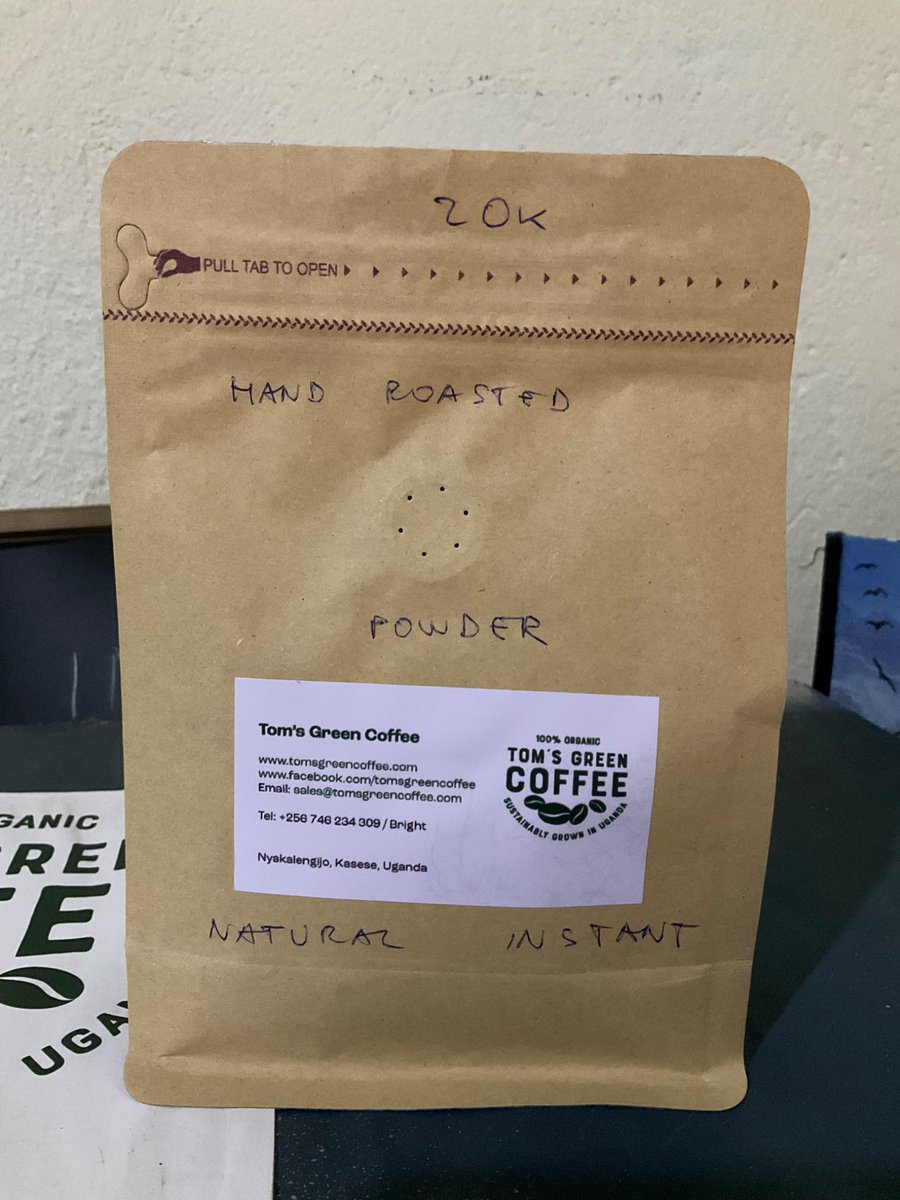 20K
PULL TAB TO OPEN
HAND ROASTED
POWDER
Tom's Green Coffee
www.tomsgreencoffee.com
www.facebook.com/tomsgreencoffee
Email: sales@tomsgreencoffee.com
Tel: +256 746 234 309 / Bright
Nyakalengijo, Kasese, Uganda
100% ORGANIC
TOM'S GREEN
COFFEE
SUSTAINABLY GROWN IN UGANDA
NATURAL INSTANT